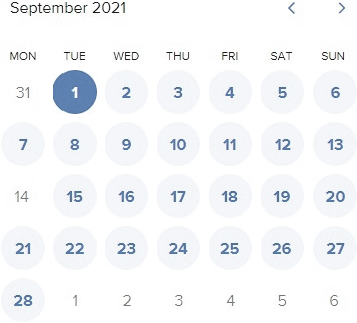 September 2021
MON TUE WED THU FRI SAT SUN
31 1 2 3 4 5 6
7 8 9 10 11 12 13
14 15 16 17 18 19 20
21 22 23 24 25 26 27
28 1 2 3 4 5 6